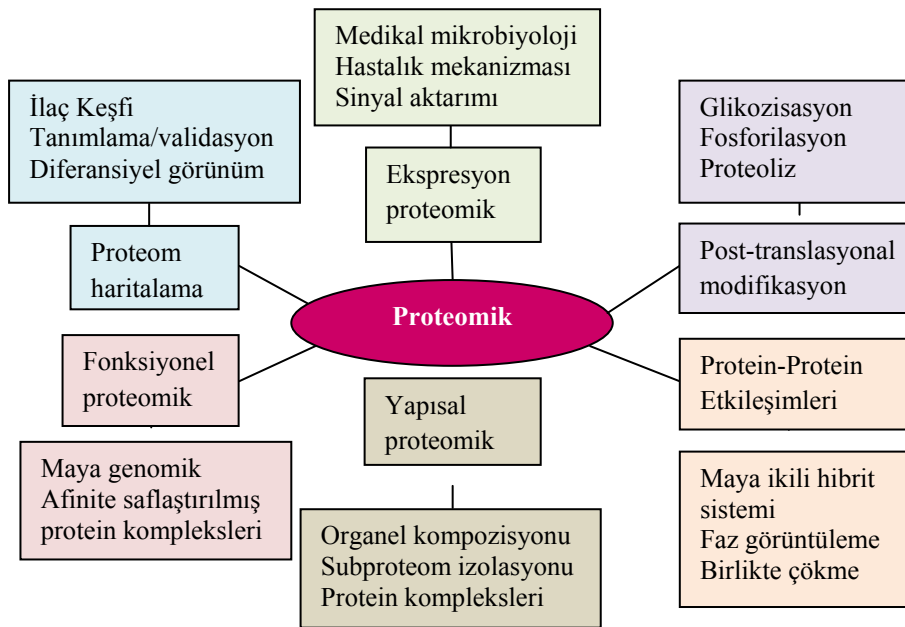 Medikal mikrobiyoloji
Hastalık mekanizması
Sinyal aktarımı
İlaç Keşfi
Tanımlama/validasyon
Diferansiyel görünüm
Glikozisasyon
Fosforilasyon
Proteoliz
Ekspresyon
proteomik
Proteom
haritalama
Post-translasyonal
modifikasyon
Proteomik
Fonksiyonel
proteomik
Protein-Protein
Etkileşimleri
Yapısal
proteomik
Maya genomik
Afinite saflaştırılmış
protein kompleksleri
Maya ikili hibrit
sistemi
Faz görüntüleme
Birlikte çökme
Organel kompozisyonu
Subproteom izolasyonu
Protein kompleksleri